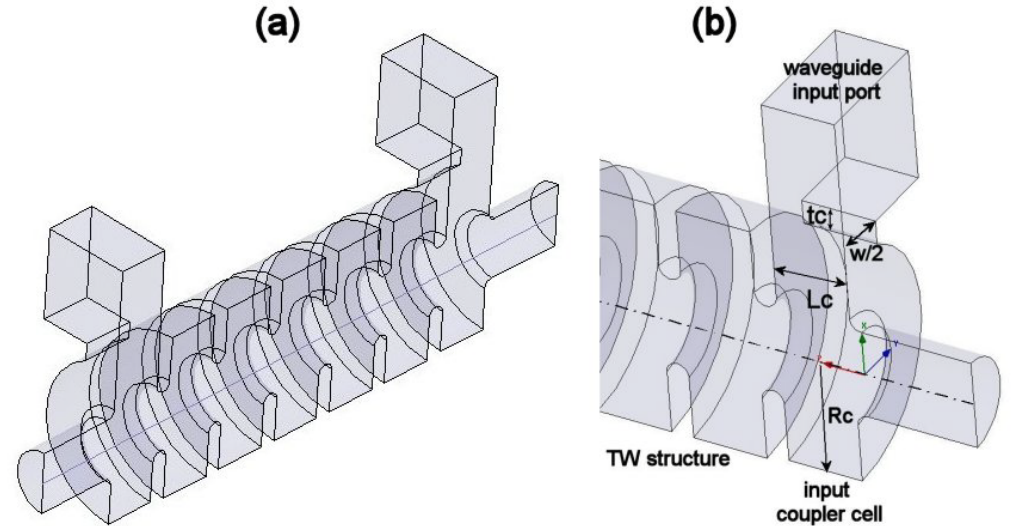 (a)
(b)
waveguide
input port
tc
w/2
Lc
X
Y
Rc
TW structure
input
coupler cell